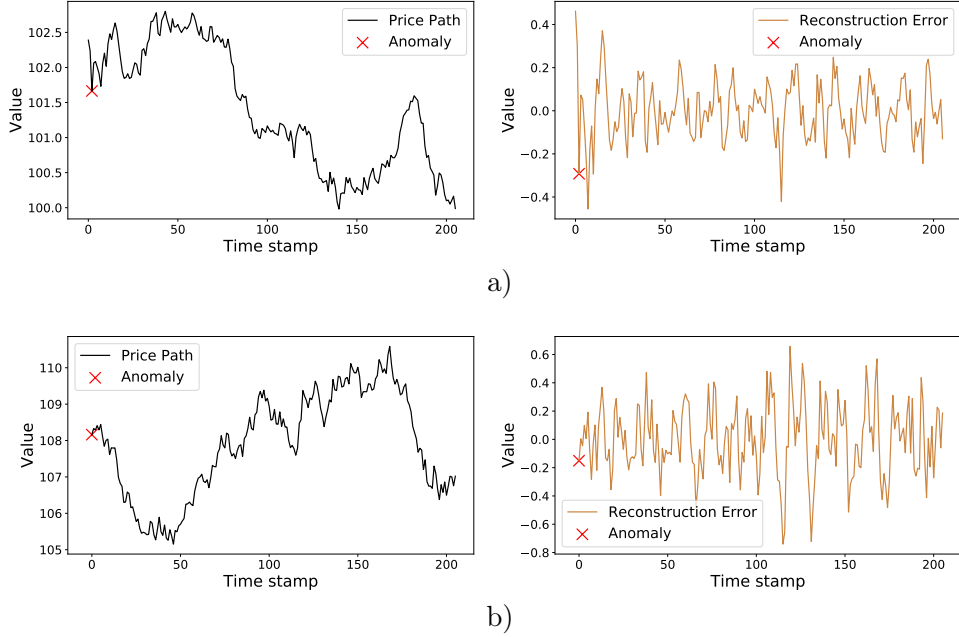 Price Path
Anomaly
Value
102.5
102.0
101.5
101.0
100.5
100.0
0
50
100
150
200
Time stamp
Reconstruction Error
Anomaly
Value
0.4
0.2
0.0
−0.2
−0.4
0
50
100
150
200
Time stamp
a)
Price Path
Anomaly
Value
110
109
108
107
106
105
0
50
100
150
200
Time stamp
Reconstruction Error
Anomaly
Value
0.6
0.4
0.2
0.0
−0.2
−0.4
−0.6
−0.8
0
50
100
150
200
Time stamp
b)